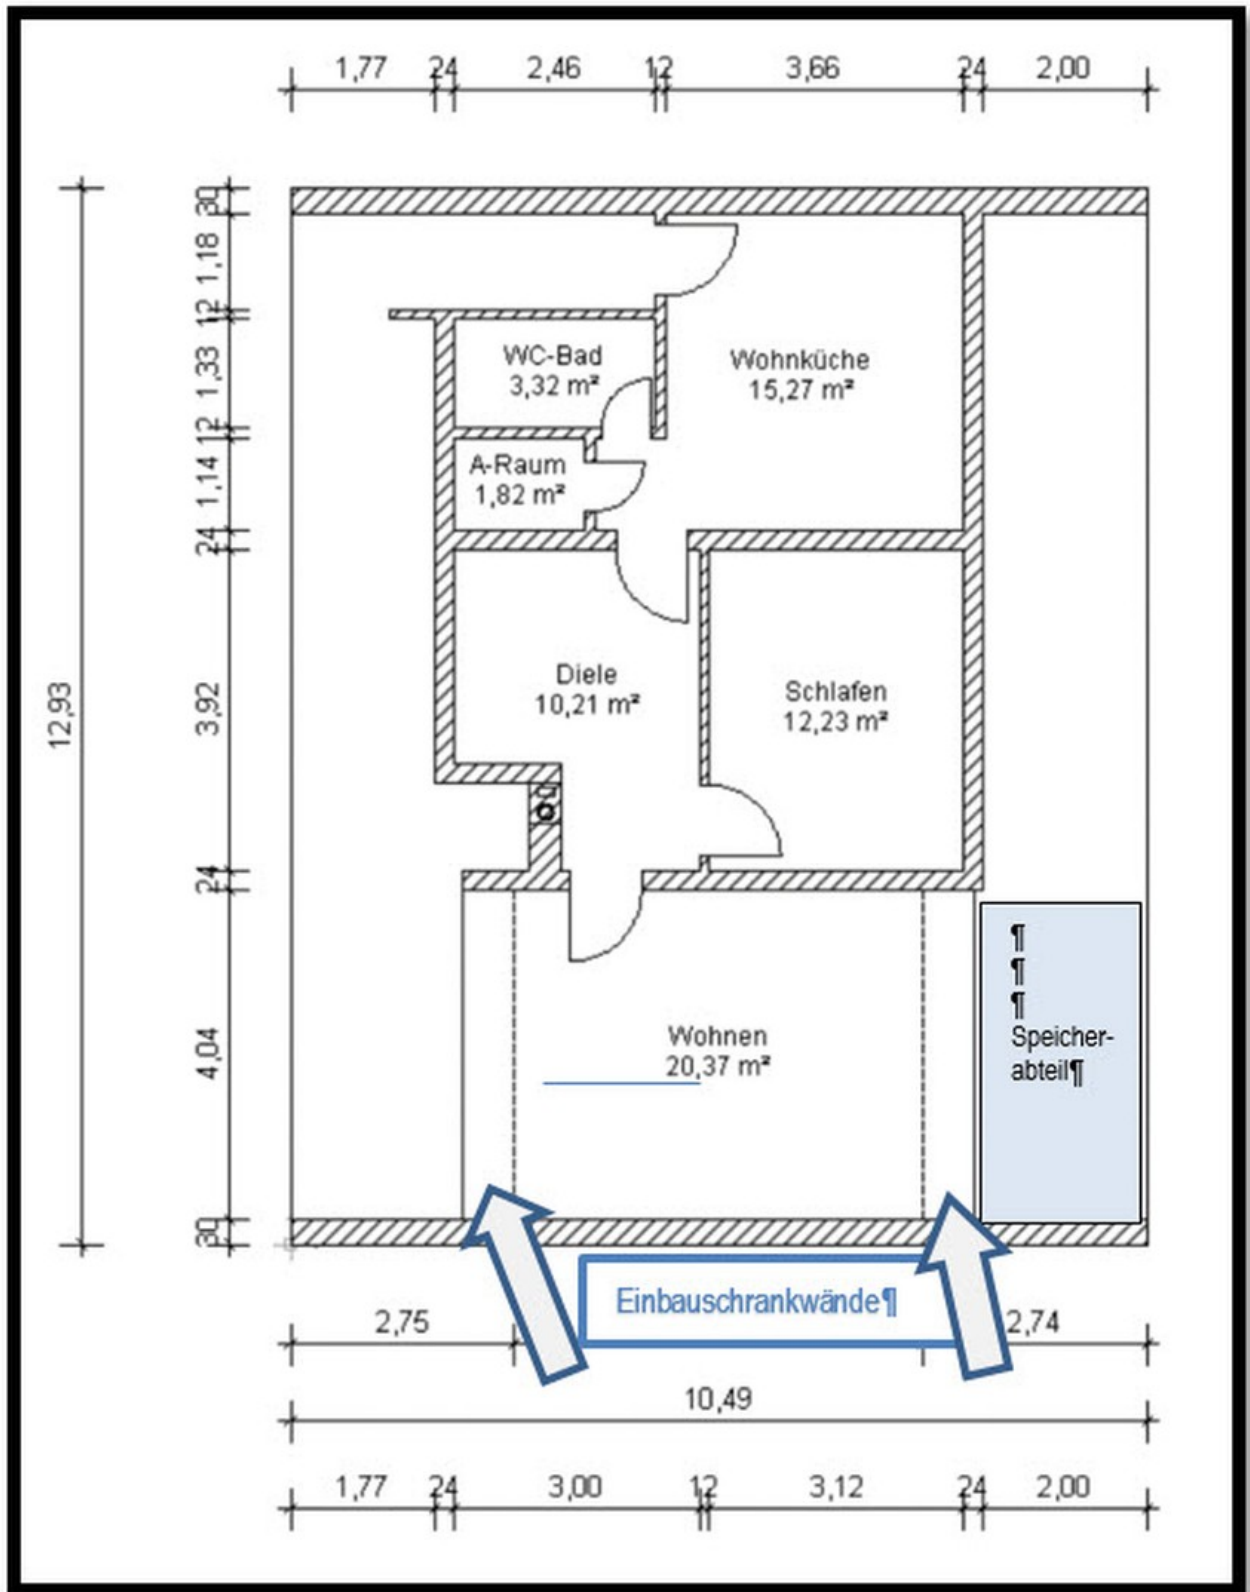 1,77 24 2,46 12 3,66 24 2,00
30
1,18
12
1,33
12
1,14
24
3,92
24
4,04
30
12,93
WC-Bad
3,32 m²
Wohnküche
15,27 m²
A-Raum
1,82 m²
Diele
10,21 m²
Schlafen
12,23 m²
¶
¶
¶
Speicher-
abteil¶
Wohnen
20,37 m²
Einbauschrankwände¶
2,75 2,74
10,49
1,77 24 3,00 12 3,12 24 2,00